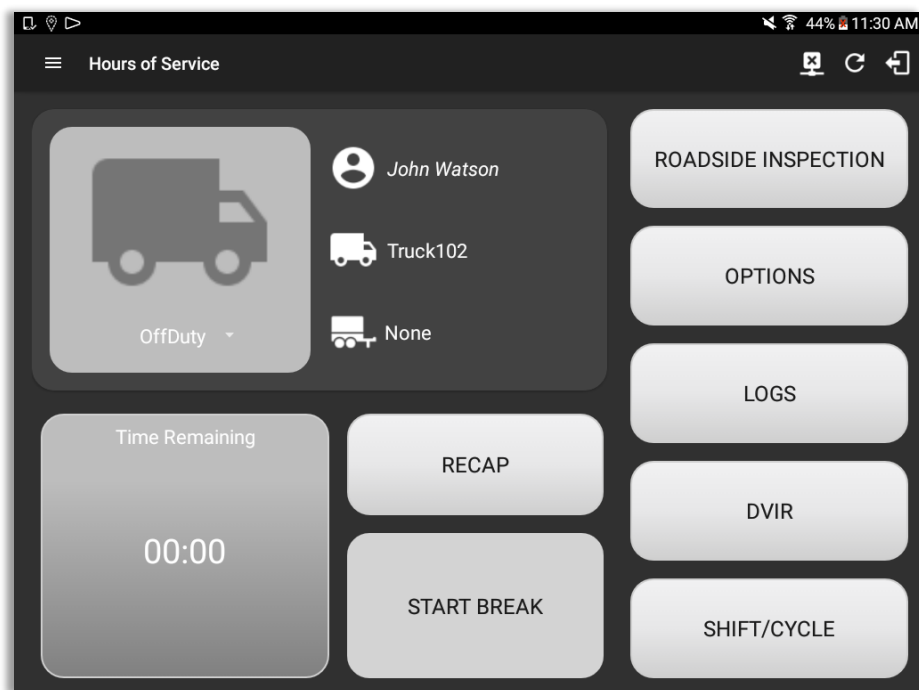 44% 11:30 AM
Hours of Service
John Watson
Truck102
None
OffDuty
Time Remaining
00:00
RECAP
START BREAK
ROADSIDE INSPECTION
OPTIONS
LOGS
DVIR
SHIFT/CYCLE